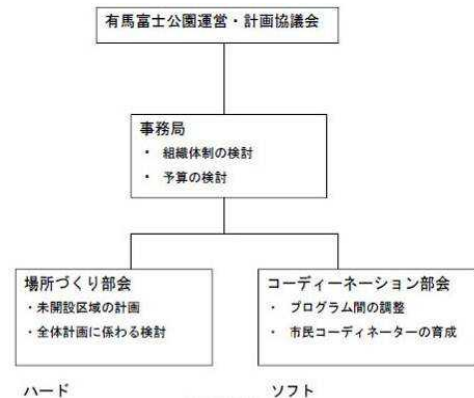 有馬富士公園運営・計画協議会
事務局
・ 組織体制の検討
・ 予算の検討
場所づくり部会
・未開設区域の計画
・全体計画に係わる検討
コーディーネーション部会
・ プログラム間の調整
・ 市民コーディネーターの育成
ハード
ソフト